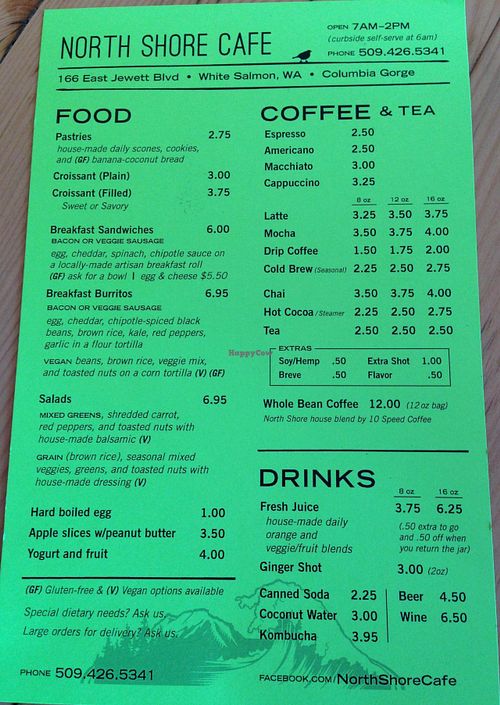 NORTH SHORE CAFE
OPEN 7AM–2PM
(curbside self-serve at 6am)
PHONE 509.426.5341
166 East Jewett Blvd • White Salmon, WA • Columbia Gorge
FOOD
Pastries 2.75
house-made daily scones, cookies,
and (GF) banana-coconut bread
Croissant (Plain) 3.00
Croissant (Filled) 3.75
Sweet or Savory
Breakfast Sandwiches 6.00
BACON OR VEGGIE SAUSAGE
egg, cheddar, spinach, chipotle sauce on
a locally-made artisan breakfast roll
(GF) ask for a bowl | egg & cheese $5.50
Breakfast Burritos 6.95
BACON OR VEGGIE SAUSAGE
egg, cheddar, chipotle-spiced black
beans, brown rice, kale, red peppers,
garlic in a flour tortilla
VEGAN beans, brown rice, veggie mix,
and toasted nuts on a corn tortilla (V) (GF)
Salads 6.95
MIXED GREENS, shredded carrot,
red peppers, and toasted nuts with
house-made balsamic (V)
GRAIN (brown rice), seasonal mixed
veggies, greens, and toasted nuts with
house-made dressing (V)
Hard boiled egg 1.00
Apple slices w/peanut butter 3.50
Yogurt and fruit 4.00
(GF) Gluten-free & (V) Vegan options available
Special dietary needs? Ask us.
Large orders for delivery? Ask us.
PHONE 509.426.5341
COFFEE & TEA
Espresso 2.50
Americano 2.50
Macchiato 3.00
Cappuccino 3.25
8 oz 12 oz 16 oz
Latte 3.25 3.50 3.75
Mocha 3.50 3.75 4.00
Drip Coffee 1.50 1.75 2.00
Cold Brew (Seasonal) 2.25 2.50 2.75
Chai 3.50 3.75 4.00
Hot Cocoa / Steamer 2.25 2.50 2.75
Tea 2.50 2.50 2.50
EXTRAS
Soy/Hemp .50 Extra Shot 1.00
Breve .50 Flavor .50
Whole Bean Coffee 12.00 (12 oz bag)
North Shore house blend by 10 Speed Coffee
DRINKS
8 oz 16 oz
Fresh Juice 3.75 6.25
house-made daily
orange and
veggie/fruit blends
(.50 extra to go
and .50 off when
you return the jar)
Ginger Shot 3.00 (2oz)
Canned Soda 2.25
Coconut Water 3.00
Kombucha 3.95
Beer 4.50
Wine 6.50
FACEBOOK.COM/NorthShoreCafe
HappyCow